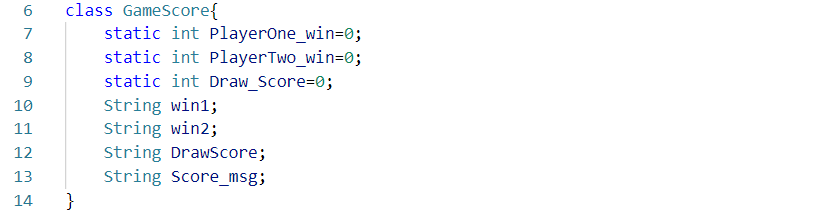 6 class GameScore{
7 static int PlayerOne_win=0;
8 static int PlayerTwo_win=0;
9 static int Draw_Score=0;
10 String win1;
11 String win2;
12 String DrawScore;
13 String Score_msg;
14 }